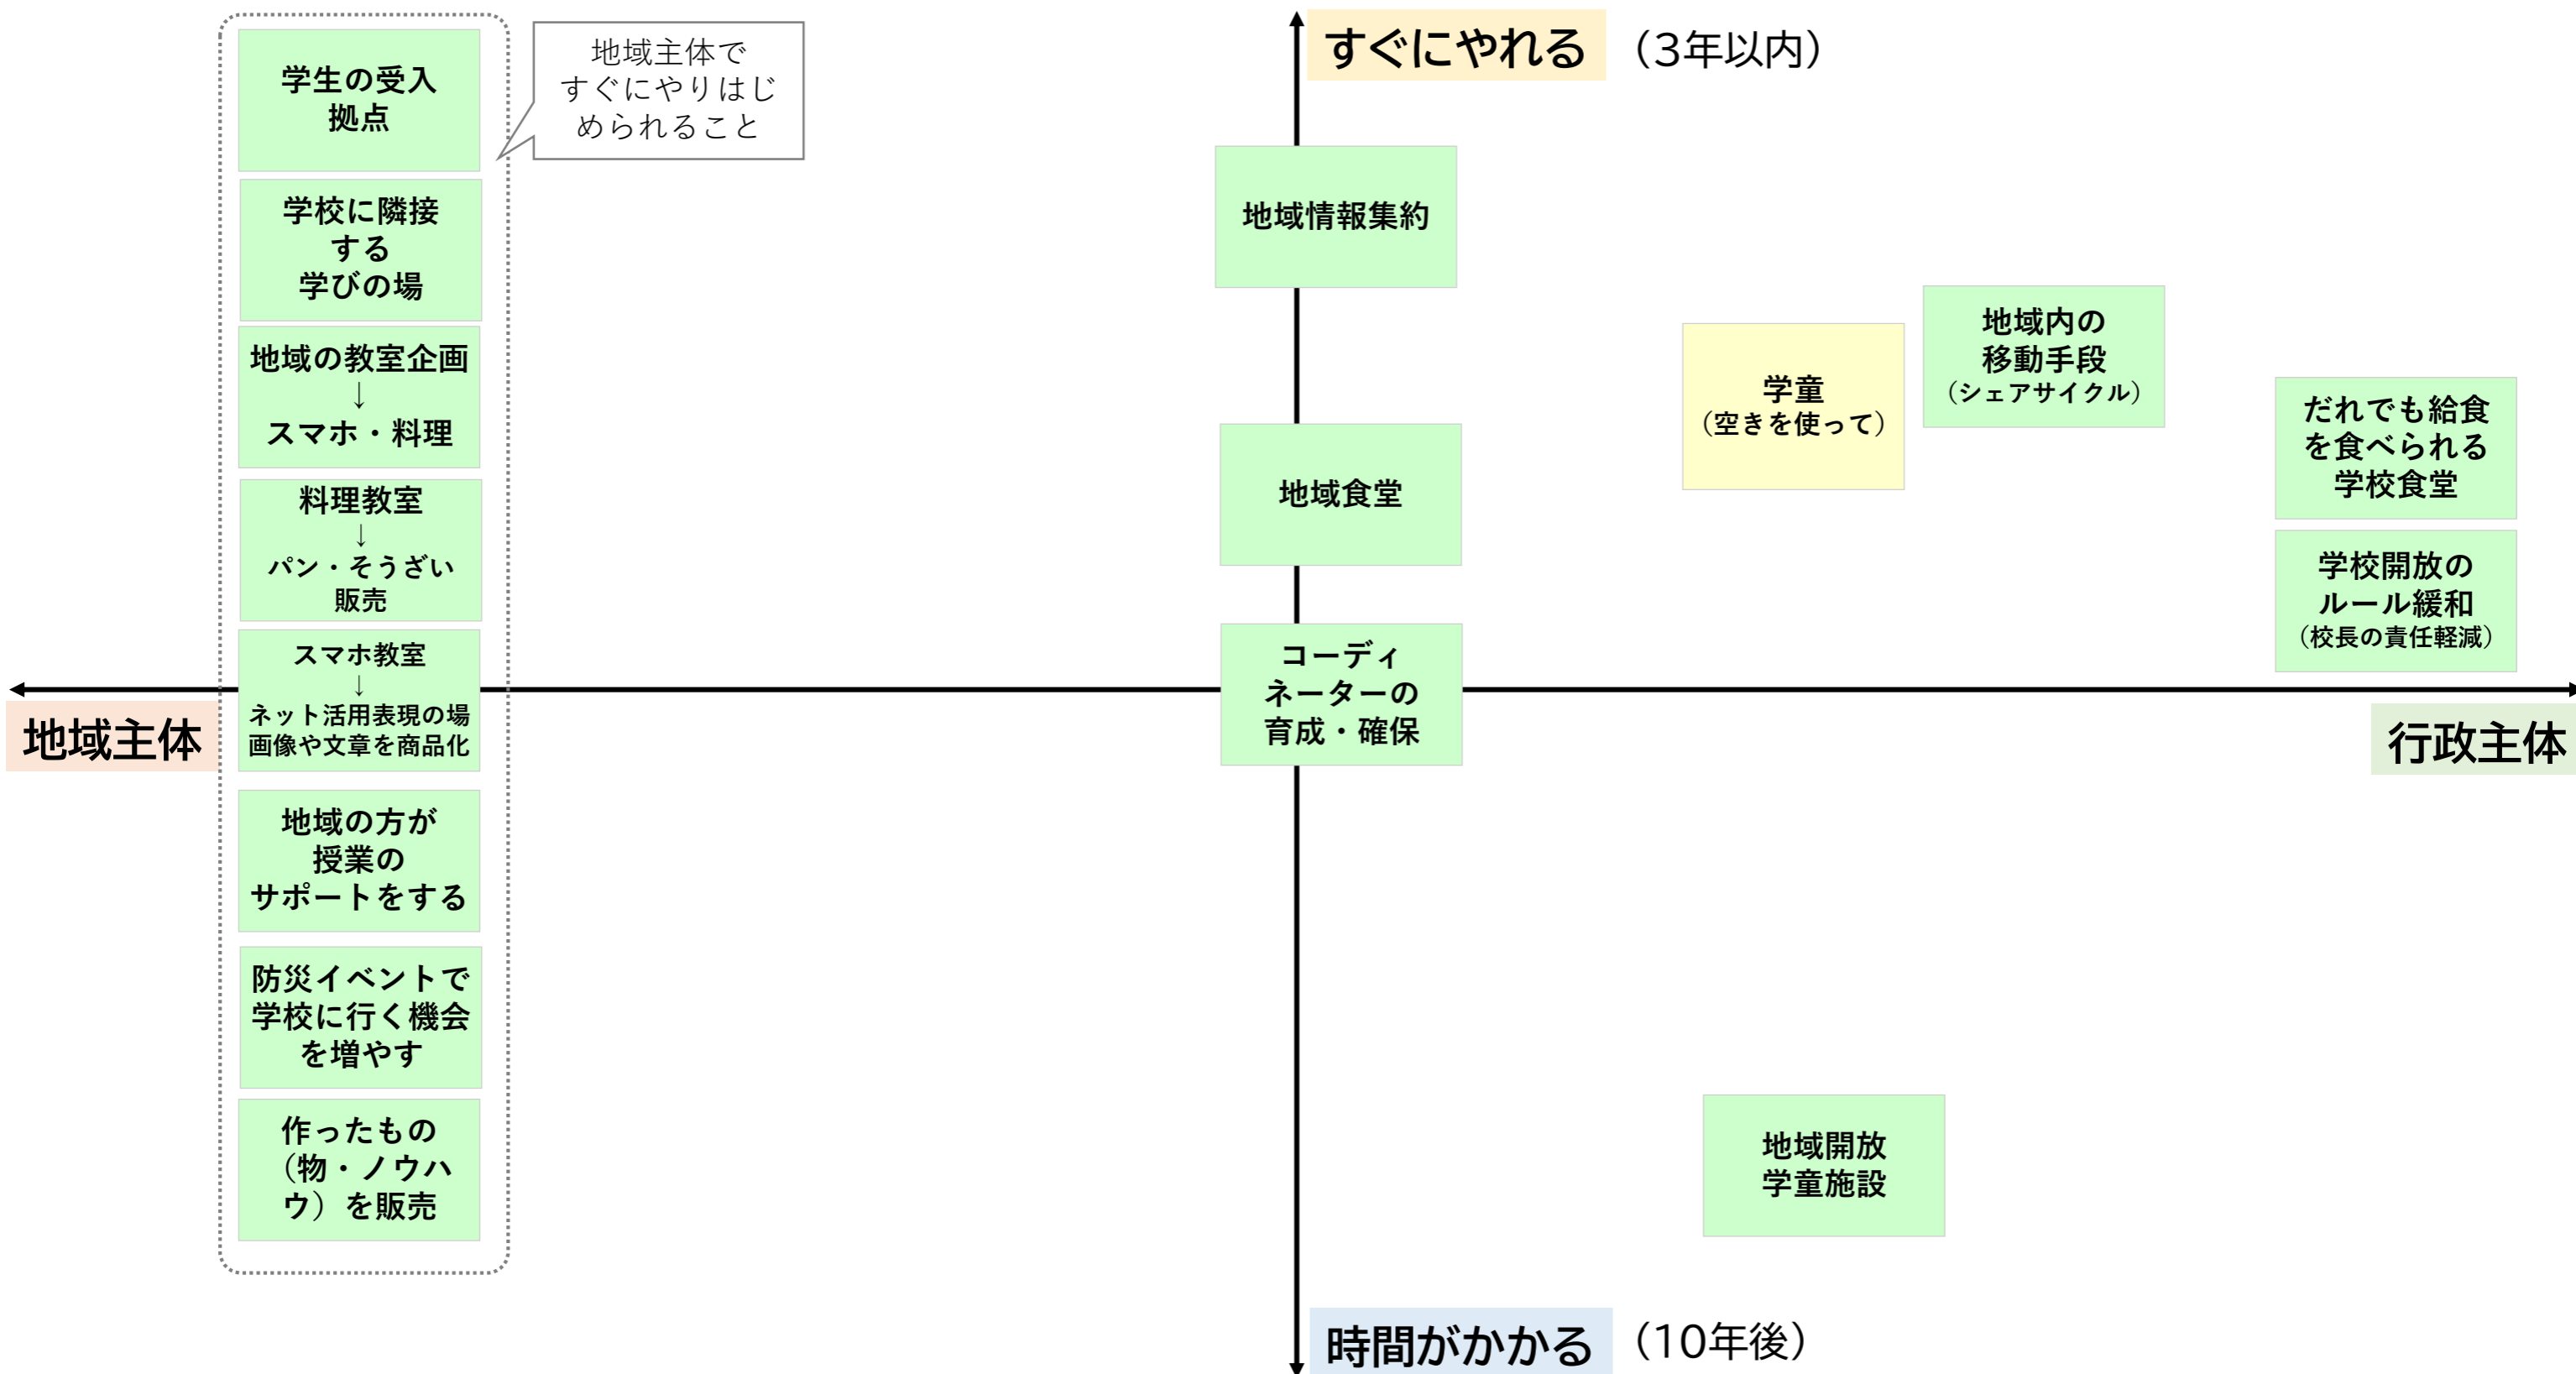 学生の受入
拠点
地域主体で
すぐにやりはじ
められること
学校に隣接
する
学びの場
地域の教室企画
↓
スマホ・料理
料理教室
↓
パン・そうざい
販売
スマホ教室
↓
ネット活用表現の場
画像や文章を商品化
地域の方が
授業の
サポートをする
防災イベントで
学校に行く機会
を増やす
作ったもの
（物・ノウハ
ウ）を販売
地域主体
すぐにやれる （3年以内）
地域情報集約
地域食堂
コーディ
ネーターの
育成・確保
学童
（空きを使って）
地域内の
移動手段
（シェアサイクル）
だれでも給食
を食べられる
学校食堂
学校開放の
ルール緩和
（校長の責任軽減）
行政主体
地域開放
学童施設
時間がかかる （10年後）